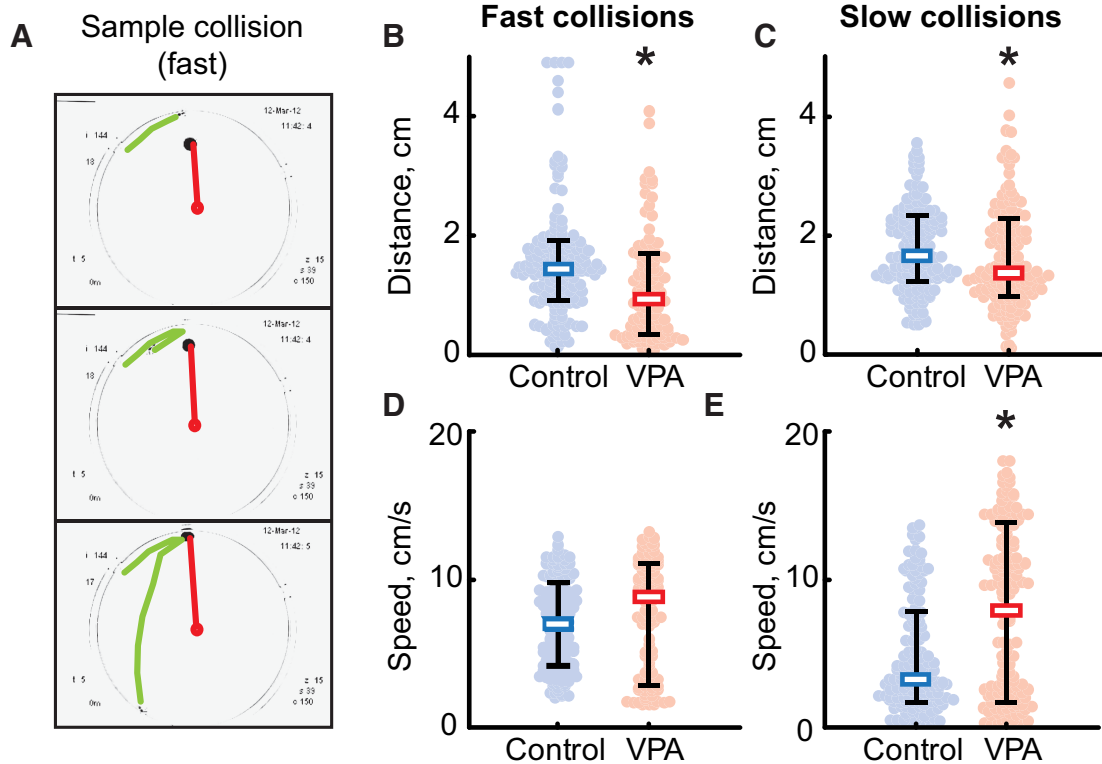 A
Sample collision
(fast)
12-Mar-12
11:42: 4
144
18
t 5
0m
z 15
s 89
c 150
12-Mar-12
11:42: 4
i 144
18
t 5
0m
z 15
s 89
c 150
12-Mar-12
11:42: 5
i 144
17
t 5
0m
z 15
s 89
c 150
Fast collisions
B
*
Distance, cm
4
2
0
Control VPA
Slow collisions
C
*
Distance, cm
4
2
0
Control VPA
D
Speed, cm/s
20
10
0
Control VPA
E
*
Speed, cm/s
20
10
0
Control VPA